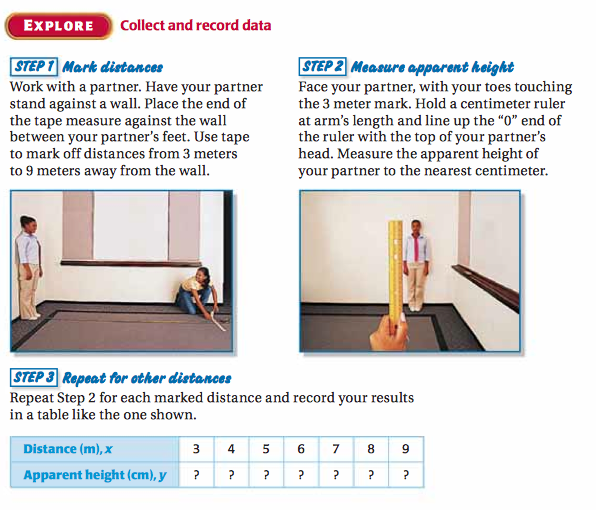 EXPLORE Collect and record data
STEP 1 Mark distances
Work with a partner. Have your partner
stand against a wall. Place the end of
the tape measure against the wall
between your partner's feet. Use tape
to mark off distances from 3 meters
to 9 meters away from the wall.
STEP 2 Measure apparent height
Face your partner, with your toes touching
the 3 meter mark. Hold a centimeter ruler
at arm's length and line up the “0” end of
the ruler with the top of your partner's
head. Measure the apparent height of
your partner to the nearest centimeter.
STEP 3 Repeat for other distances
Repeat Step 2 for each marked distance and record your results
in a table like the one shown.
Distance (m), x 3 4 5 6 7 8 9
Apparent height (cm), y ? ? ? ? ? ? ?